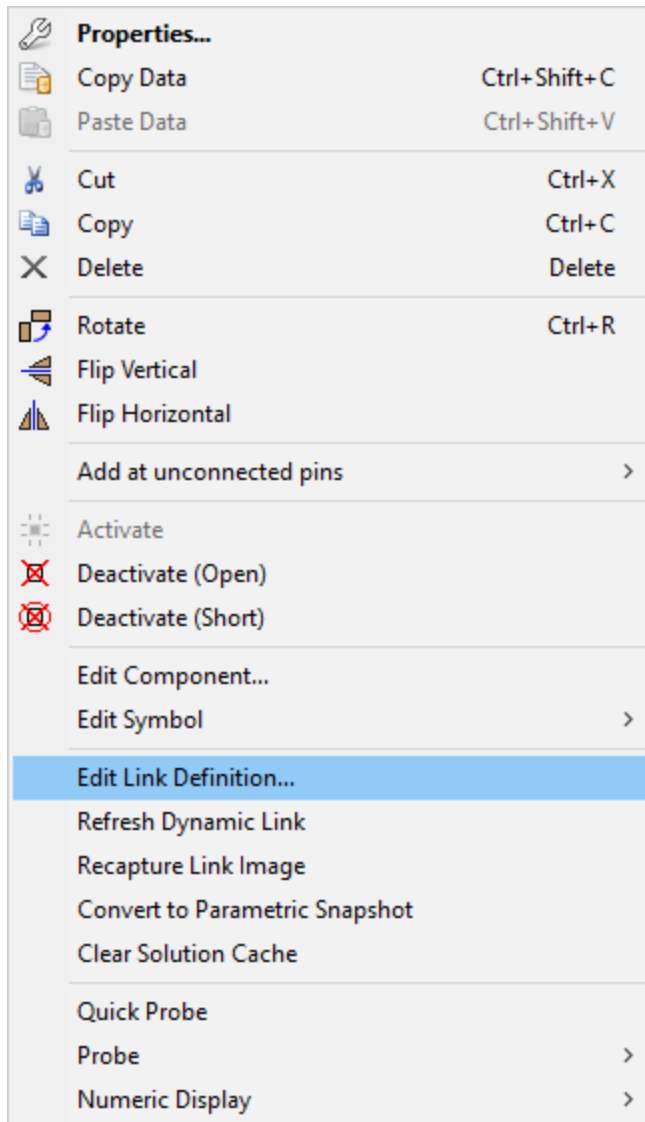 Properties...
Copy Data Ctrl+Shift+C
Paste Data Ctrl+Shift+V
Cut Ctrl+X
Copy Ctrl+C
Delete Delete
Rotate Ctrl+R
Flip Vertical
Flip Horizontal
Add at unconnected pins
Activate
Deactivate (Open)
Deactivate (Short)
Edit Component...
Edit Symbol
Edit Link Definition...
Refresh Dynamic Link
Recapture Link Image
Convert to Parametric Snapshot
Clear Solution Cache
Quick Probe
Probe
Numeric Display